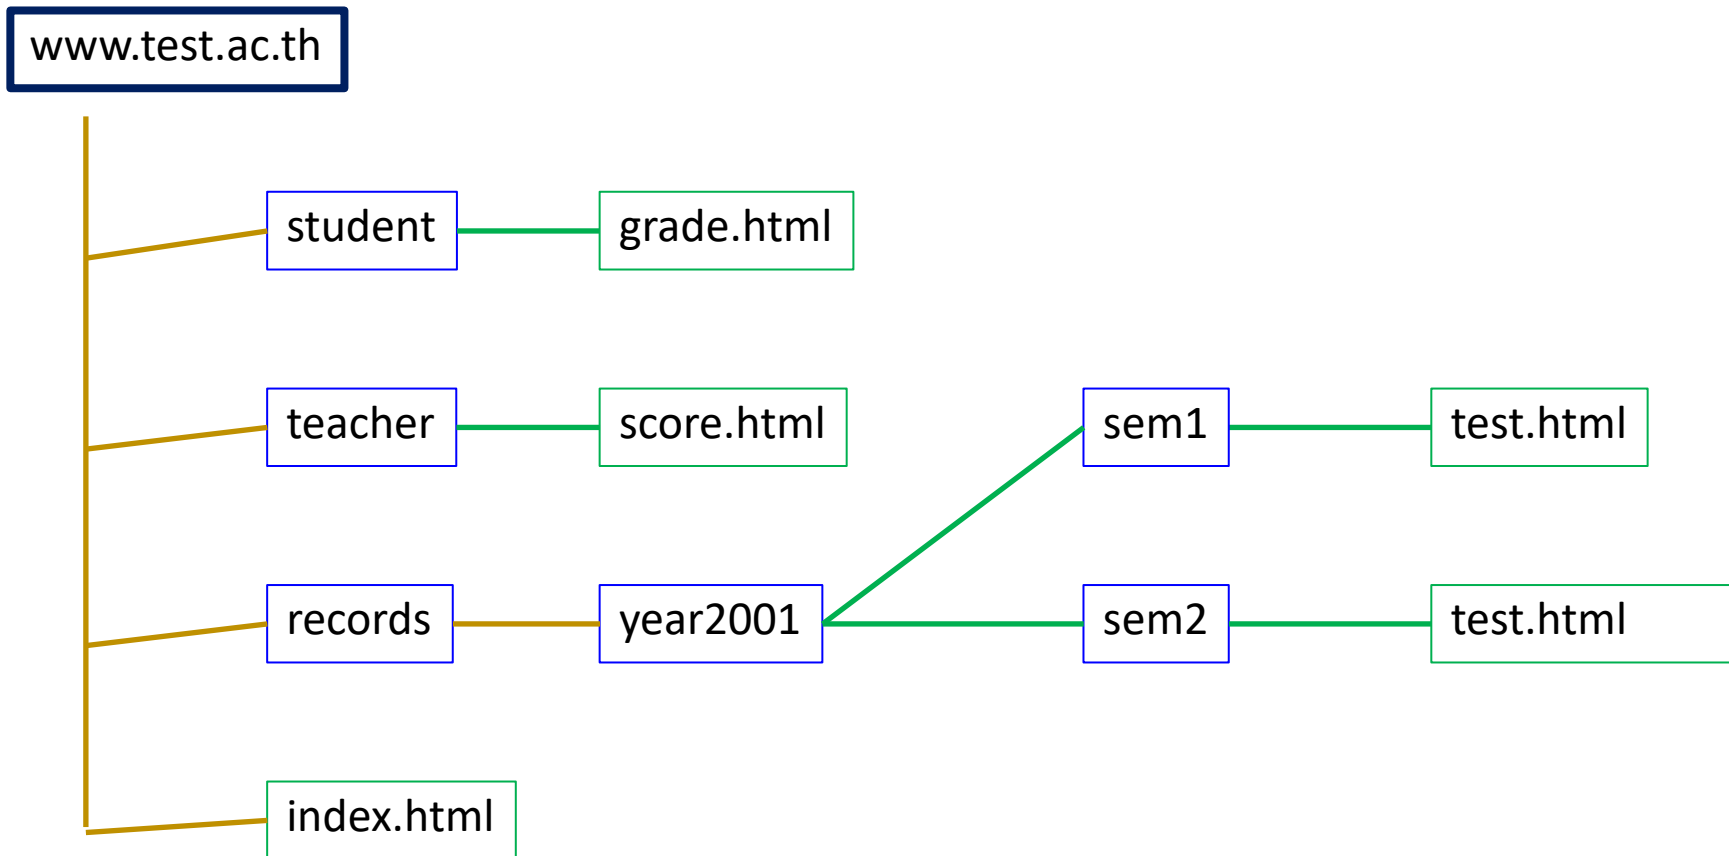 www.test.ac.th
student grade.html
teacher score.html sem1 test.html
records year2001 sem2 test.html
index.html